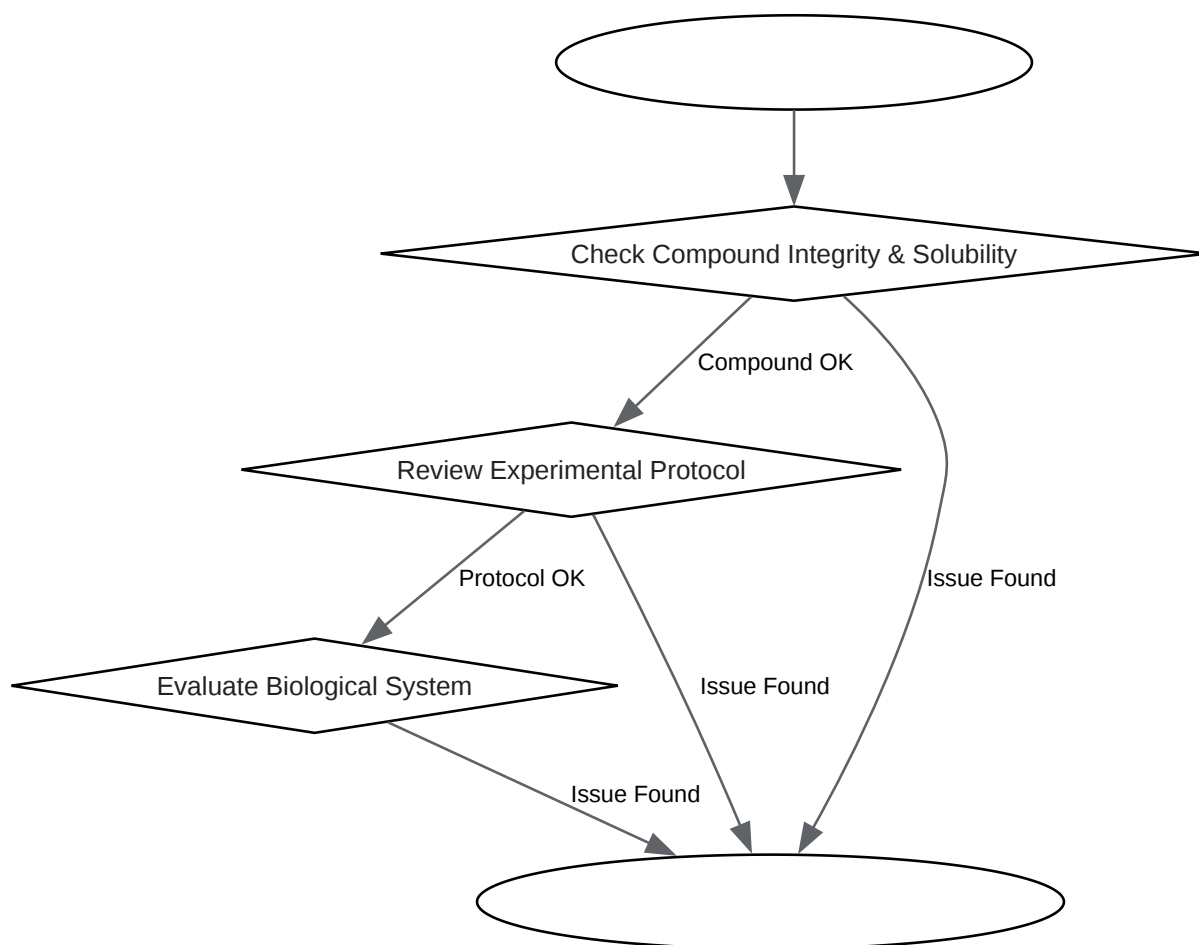 Check Compound Integrity & Solubility
Compound OK
Review Experimental Protocol
Protocol OK
Issue Found
Evaluate Biological System
Issue Found
Issue Found